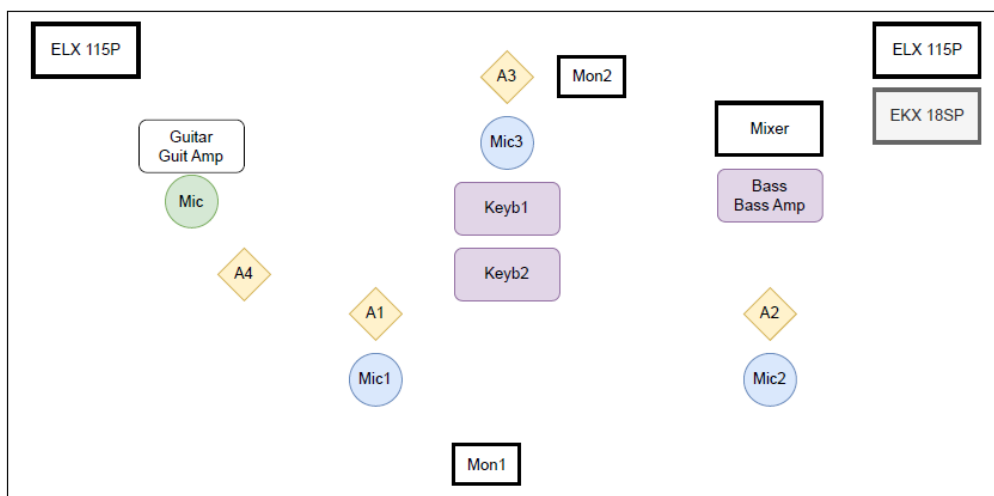 ELX 115P
ELX 115P
A3
Mon2
EKX 18SP
Mixer
Guitar
Guit Amp
Mic3
Mic
Keyb1
Bass
Bass Amp
Keyb2
A4
A1
A2
Mic1
Mic2
Mon1